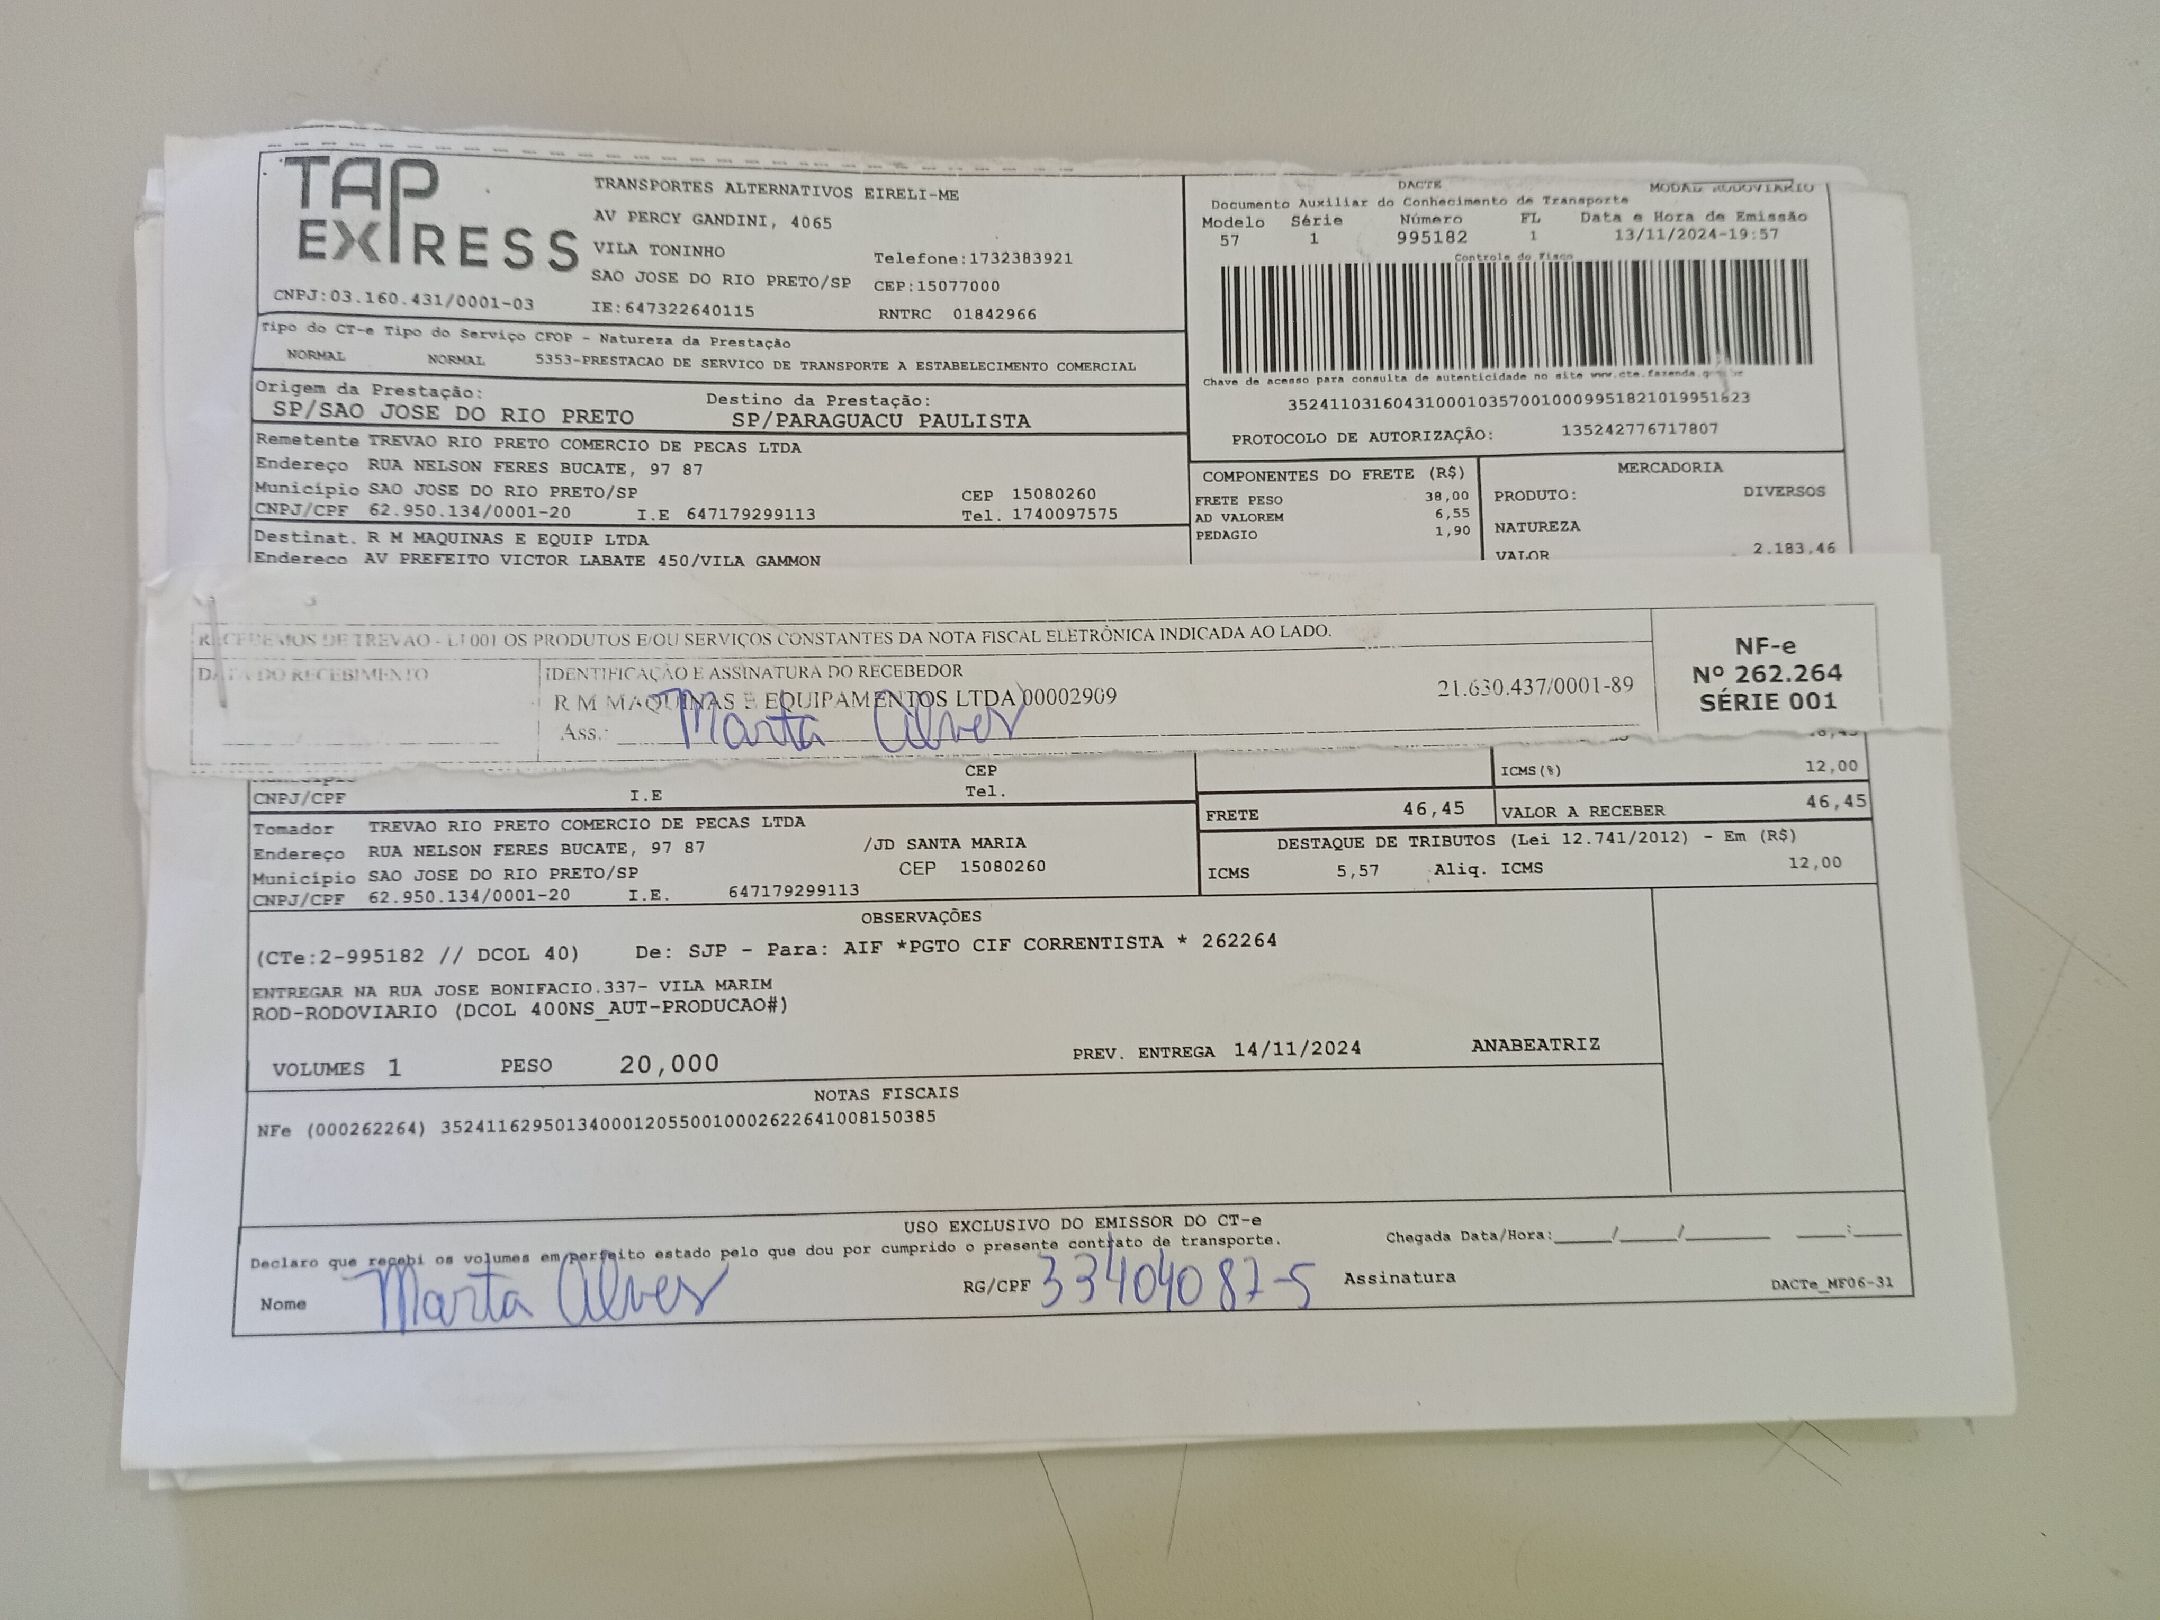 TAP EXPRESS
TRANSPORTES ALTERNATIVOS EIRELI-ME
AV PERCY GANDINI, 4065
VILA TONINHO
Telefone:1732383921
SAO JOSE DO RIO PRETO/SP CEP:15077000
CNPJ:03.160.431/0001-03 IE:647322640115 RNTRC 01842966
DACTE MODAL RODOVIARIO
Documento Auxiliar do Conhecimento de Transporte
Modelo Série Número FL Data e Hora de Emissão
57 1 995182 1 13/11/2024-19:57
Controle do Fisco
Chave de acesso para consulta de autenticidade no site www.cte.fazenda.gov.br
35241103160431000103570010009951821019951623
PROTOCOLO DE AUTORIZAÇÃO: 135242776717807
Tipo do CT-e Tipo do Serviço CFOP - Natureza da Prestação
NORMAL NORMAL 5353-PRESTACAO DE SERVICO DE TRANSPORTE A ESTABELECIMENTO COMERCIAL
Origem da Prestação: Destino da Prestação:
SP/SAO JOSE DO RIO PRETO SP/PARAGUACU PAULISTA
Remetente TREVAO RIO PRETO COMERCIO DE PECAS LTDA
Endereço RUA NELSON FERES BUCATE, 97 87
Município SAO JOSE DO RIO PRETO/SP CEP 15080260
CNPJ/CPF 62.950.134/0001-20 I.E 647179299113 Tel. 1740097575
Destinat. R M MAQUINAS E EQUIP LTDA
Endereco AV PREFEITO VICTOR LABATE 450/VILA GAMMON
COMPONENTES DO FRETE (R$)
FRETE PESO 38,00
AD VALOREM 6,55
PEDAGIO 1,90
MERCADORIA
PRODUTO: DIVERSOS
NATUREZA
VALOR 2.183,46
RECEBEMOS DE TREVAO - LJ 001 OS PRODUTOS E/OU SERVIÇOS CONSTANTES DA NOTA FISCAL ELETRÔNICA INDICADA AO LADO.
DATA DO RECEBIMENTO
IDENTIFICAÇÃO E ASSINATURA DO RECEBEDOR
R M MAQUINAS E EQUIPAMENTOS LTDA 00002909 21.630.437/0001-89
Ass.: Marta Alves
NF-e
Nº 262.264
SÉRIE 001
CEP
CNPJ/CPF I.E Tel.
ICMS(%) 12,00
FRETE 46,45 VALOR A RECEBER 46,45
Tomador TREVAO RIO PRETO COMERCIO DE PECAS LTDA
Endereço RUA NELSON FERES BUCATE, 97 87 /JD SANTA MARIA
Município SAO JOSE DO RIO PRETO/SP CEP 15080260
CNPJ/CPF 62.950.134/0001-20 I.E. 647179299113
DESTAQUE DE TRIBUTOS (Lei 12.741/2012) - Em (R$)
ICMS 5,57 Aliq. ICMS 12,00
OBSERVAÇÕES
(CTe:2-995182 // DCOL 40) De: SJP - Para: AIF *PGTO CIF CORRENTISTA * 262264
ENTREGAR NA RUA JOSE BONIFACIO.337- VILA MARIM
ROD-RODOVIARIO (DCOL 400NS_AUT-PRODUCAO#)
VOLUMES 1 PESO 20,000 PREV. ENTREGA 14/11/2024 ANABEATRIZ
NOTAS FISCAIS
NFe (000262264) 35241162950134000120550010002622641008150385
USO EXCLUSIVO DO EMISSOR DO CT-e
Declaro que recebi os volumes em perfeito estado pelo que dou por cumprido o presente contrato de transporte. Chegada Data/Hora:____/____/______ ____:____
Nome Marta Alves RG/CPF 33404087-5 Assinatura
DACTe_MF06-31